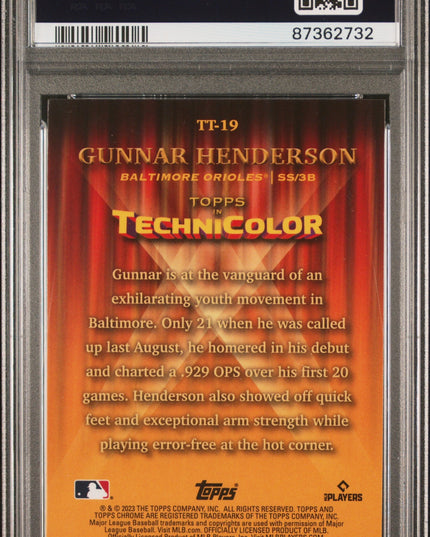 87362732
TT-19
GUNNAR HENDERSON
BALTIMORE ORIOLES® | SS/3B
TOPPS
IN
TECHNICOLOR
Gunnar is at the vanguard of an
exhilarating youth movement in
Baltimore. Only 21 when he was called
up last August, he homered in his debut
and charted a .929 OPS over his first 20
games. Henderson also showed off quick
feet and exceptional arm strength while
playing error-free at the hot corner.
Topps
PLAYERS
® & © 2023 THE TOPPS COMPANY, INC. ALL RIGHTS RESERVED. TOPPS AND
TOPPS CHROME ARE REGISTERED TRADEMARKS OF THE TOPPS COMPANY, INC.
Major League Baseball trademarks and copyrights are used with permission of Major
League Baseball. Visit MLB.com. OFFICIALLY LICENSED PRODUCT OF MLB